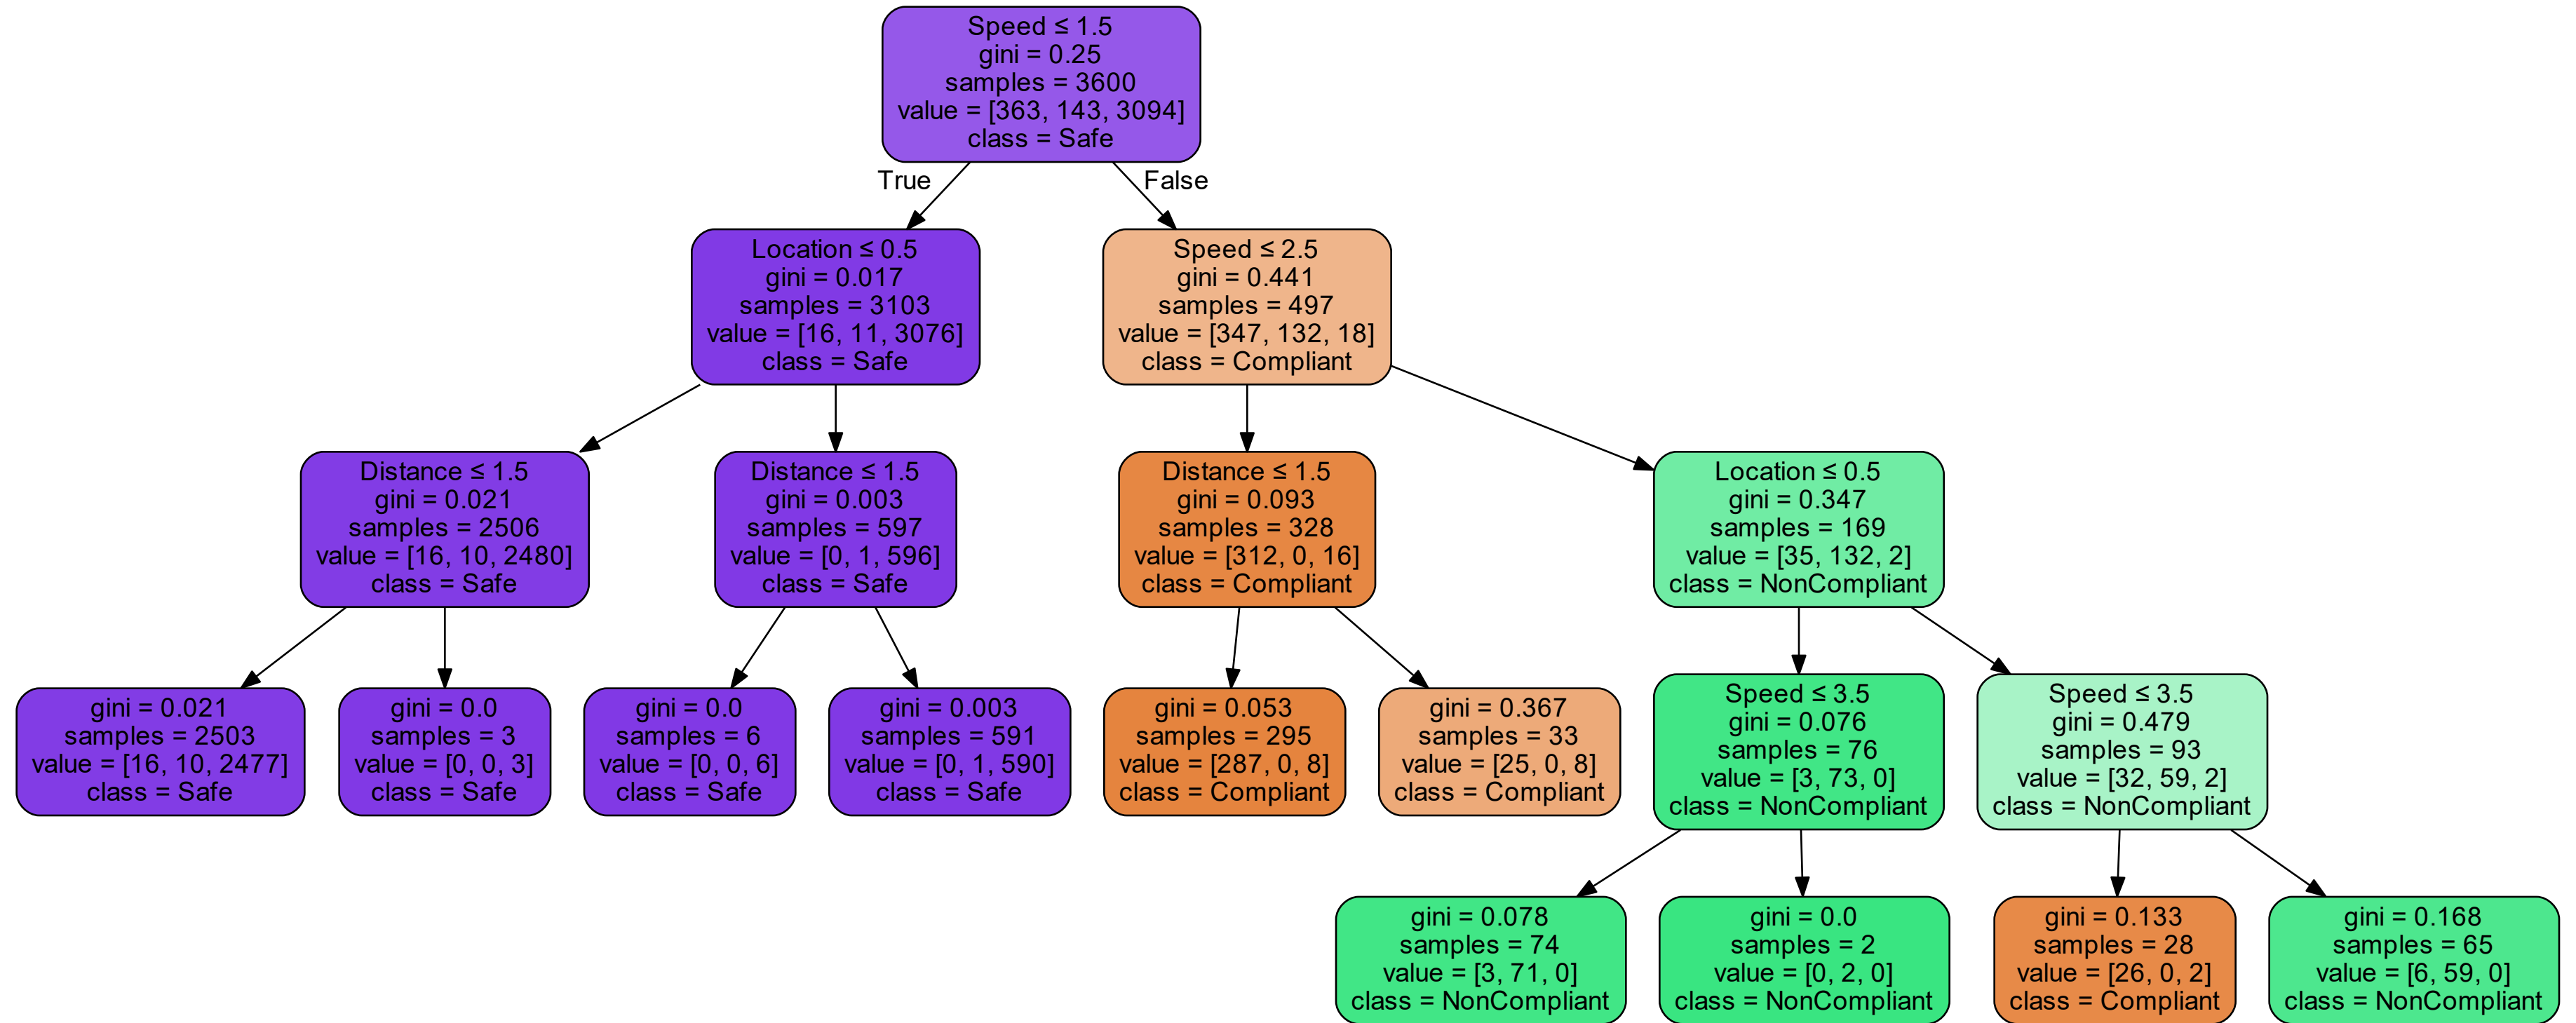 Speed ≤ 1.5
gini = 0.25
samples = 3600
value = [363, 143, 3094]
class = Safe
True
False
Location ≤ 0.5
gini = 0.017
samples = 3103
value = [16, 11, 3076]
class = Safe
Speed ≤ 2.5
gini = 0.441
samples = 497
value = [347, 132, 18]
class = Compliant
Distance ≤ 1.5
gini = 0.021
samples = 2506
value = [16, 10, 2480]
class = Safe
Distance ≤ 1.5
gini = 0.003
samples = 597
value = [0, 1, 596]
class = Safe
Distance ≤ 1.5
gini = 0.093
samples = 328
value = [312, 0, 16]
class = Compliant
Location ≤ 0.5
gini = 0.347
samples = 169
value = [35, 132, 2]
class = NonCompliant
gini = 0.021
samples = 2503
value = [16, 10, 2477]
class = Safe
gini = 0.0
samples = 3
value = [0, 0, 3]
class = Safe
gini = 0.0
samples = 6
value = [0, 0, 6]
class = Safe
gini = 0.003
samples = 591
value = [0, 1, 590]
class = Safe
gini = 0.053
samples = 295
value = [287, 0, 8]
class = Compliant
gini = 0.367
samples = 33
value = [25, 0, 8]
class = Compliant
Speed ≤ 3.5
gini = 0.076
samples = 76
value = [3, 73, 0]
class = NonCompliant
Speed ≤ 3.5
gini = 0.479
samples = 93
value = [32, 59, 2]
class = NonCompliant
gini = 0.078
samples = 74
value = [3, 71, 0]
class = NonCompliant
gini = 0.0
samples = 2
value = [0, 2, 0]
class = NonCompliant
gini = 0.133
samples = 28
value = [26, 0, 2]
class = Compliant
gini = 0.168
samples = 65
value = [6, 59, 0]
class = NonCompliant